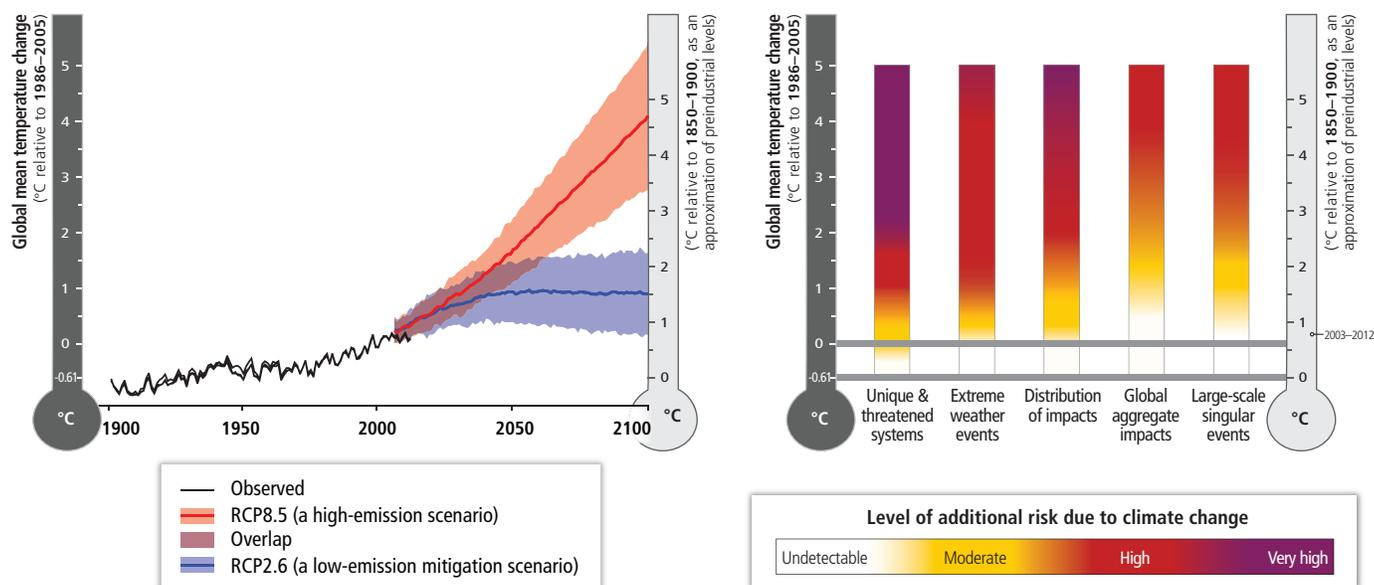 Global mean temperature change
(°C relative to 1986–2005)
5
4
3
2
1
0
-0.61
°C
5
4
3
2
1
0
°C
(°C relative to 1850–1900, as an
approximation of preindustrial levels)
1900
1950
2000
2050
2100
Observed
RCP8.5 (a high-emission scenario)
Overlap
RCP2.6 (a low-emission mitigation scenario)
Global mean temperature change
(°C relative to 1986–2005)
5
4
3
2
1
0
-0.61
°C
5
4
3
2
1
0
°C
2003–2012
(°C relative to 1850–1900, as an
approximation of preindustrial levels)
Unique &
threatened
systems
Extreme
weather
events
Distribution
of impacts
Global
aggregate
impacts
Large-scale
singular
events
Level of additional risk due to climate change
Undetectable Moderate High Very high